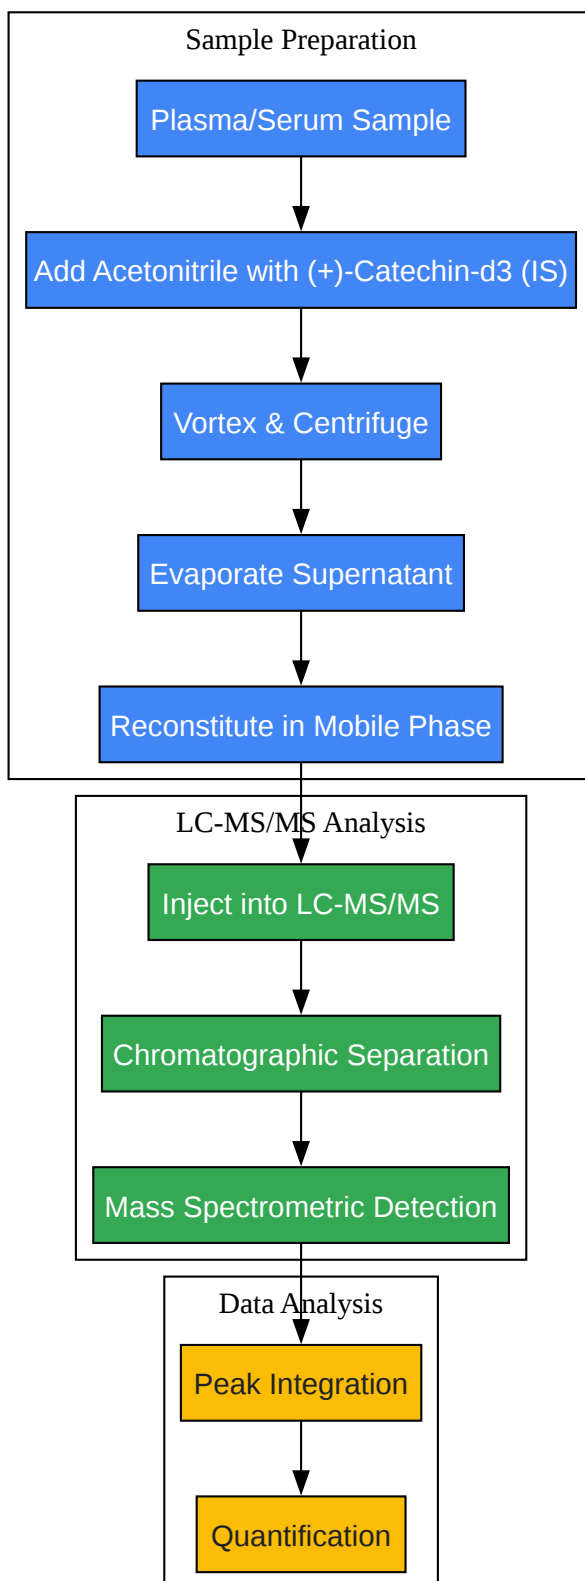 Sample Preparation
Plasma/Serum Sample
Add Acetonitrile with (+)-Catechin-d3 (IS)
Vortex & Centrifuge
Evaporate Supernatant
Reconstitute in Mobile Phase
LC-MS/MS Analysis
Inject into LC-MS/MS
Chromatographic Separation
Mass Spectrometric Detection
Data Analysis
Peak Integration
Quantification